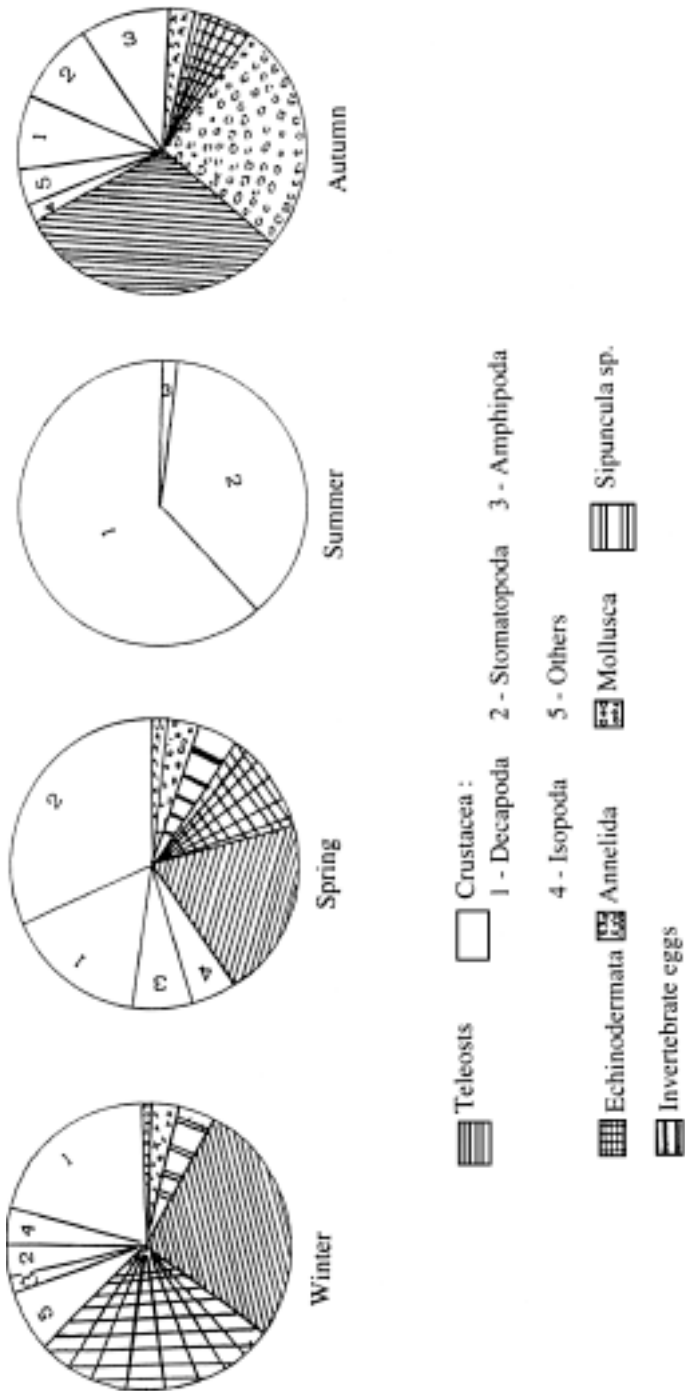 1 4 2 3 5
2 1 3 4
1 2 3
3 2 1 5 4
Winter Spring Summer Autumn
Teleosts Crustacea :
1 - Decapoda 2 - Stomatopoda 3 - Amphipoda
4 - Isopoda 5 - Others
Echinodermata Annelida Mollusca Sipuncula sp.
Invertebrate eggs